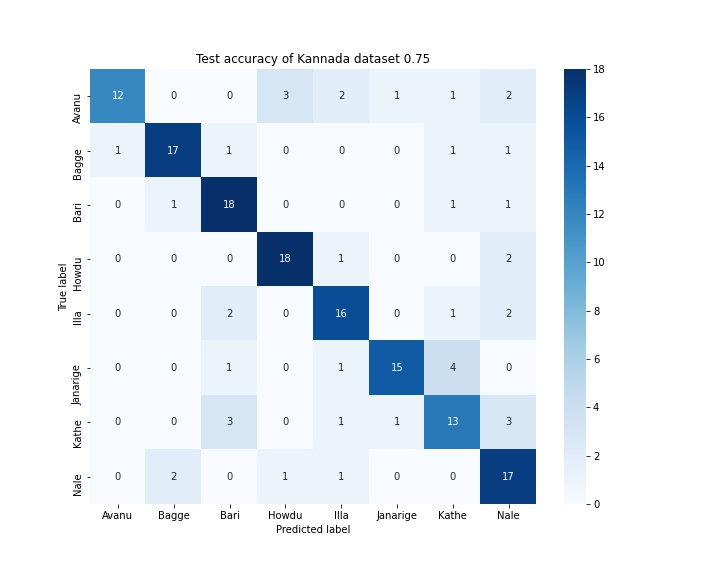 Test accuracy of Kannada dataset 0.75
True label
Avanu 12 0 0 3 2 1 1 2
Bagge 1 17 1 0 0 0 1 1
Bari 0 1 18 0 0 0 1 1
Howdu 0 0 0 18 1 0 0 2
Illa 0 0 2 0 16 0 1 2
Janarige 0 0 1 0 1 15 4 0
Kathe 0 0 3 0 1 1 13 3
Nale 0 2 0 1 1 0 0 17
Avanu Bagge Bari Howdu Illa Janarige Kathe Nale
Predicted label
18
16
14
12
10
8
6
4
2
0